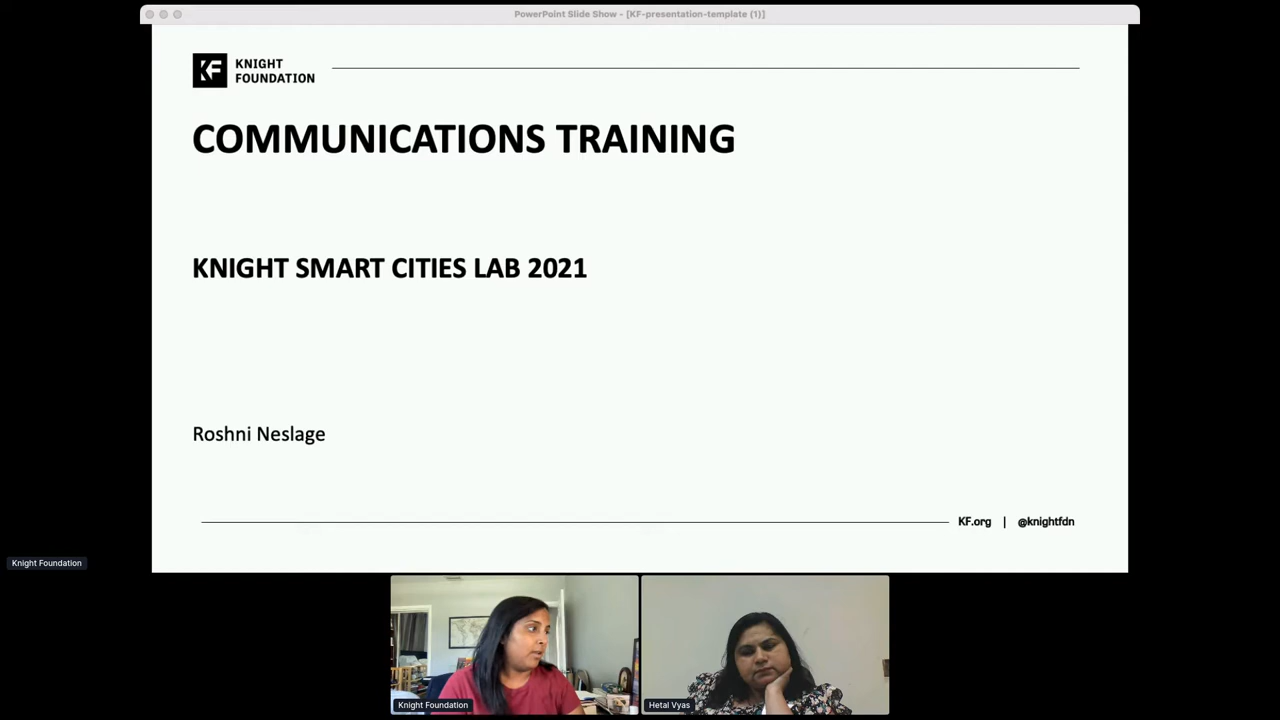 PowerPoint Slide Show - [KF-presentation-template (1)]
KF
KNIGHT
FOUNDATION
COMMUNICATIONS TRAINING
KNIGHT SMART CITIES LAB 2021
Roshni Neslage
KF.org | @knightfdn
Knight Foundation
Knight Foundation
Hetal Vyas